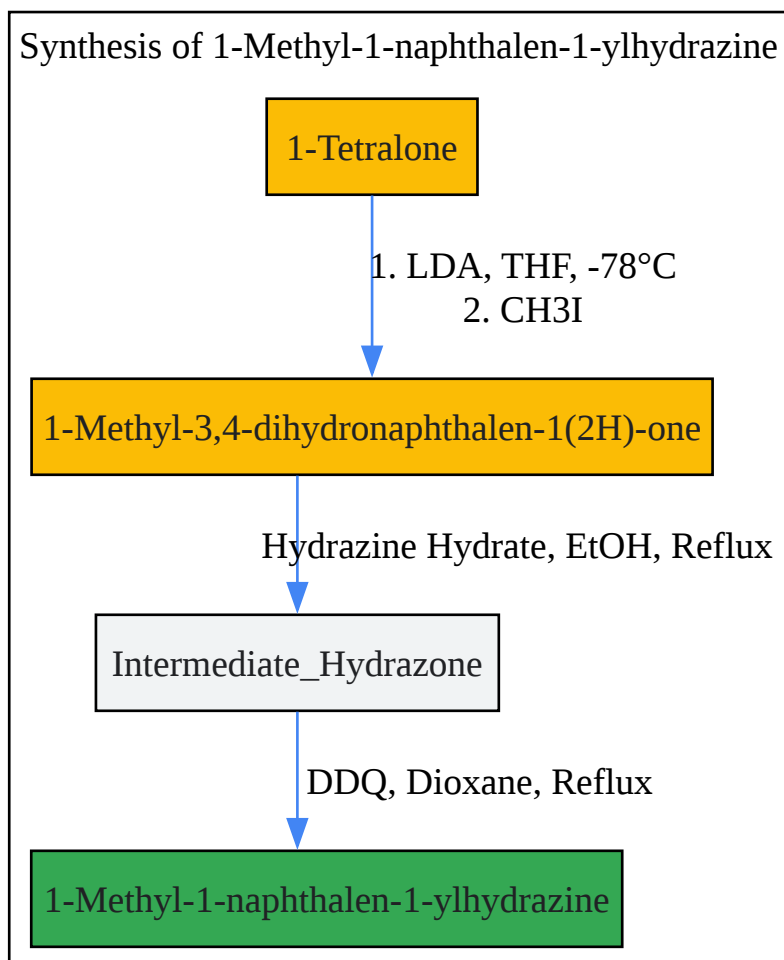 Synthesis of 1-Methyl-1-naphthalen-1-ylhydrazine
1-Tetralone
1. LDA, THF, -78°C
2. CH3I
1-Methyl-3,4-dihydronaphthalen-1(2H)-one
Hydrazine Hydrate, EtOH, Reflux
Intermediate_Hydrazone
DDQ, Dioxane, Reflux
1-Methyl-1-naphthalen-1-ylhydrazine